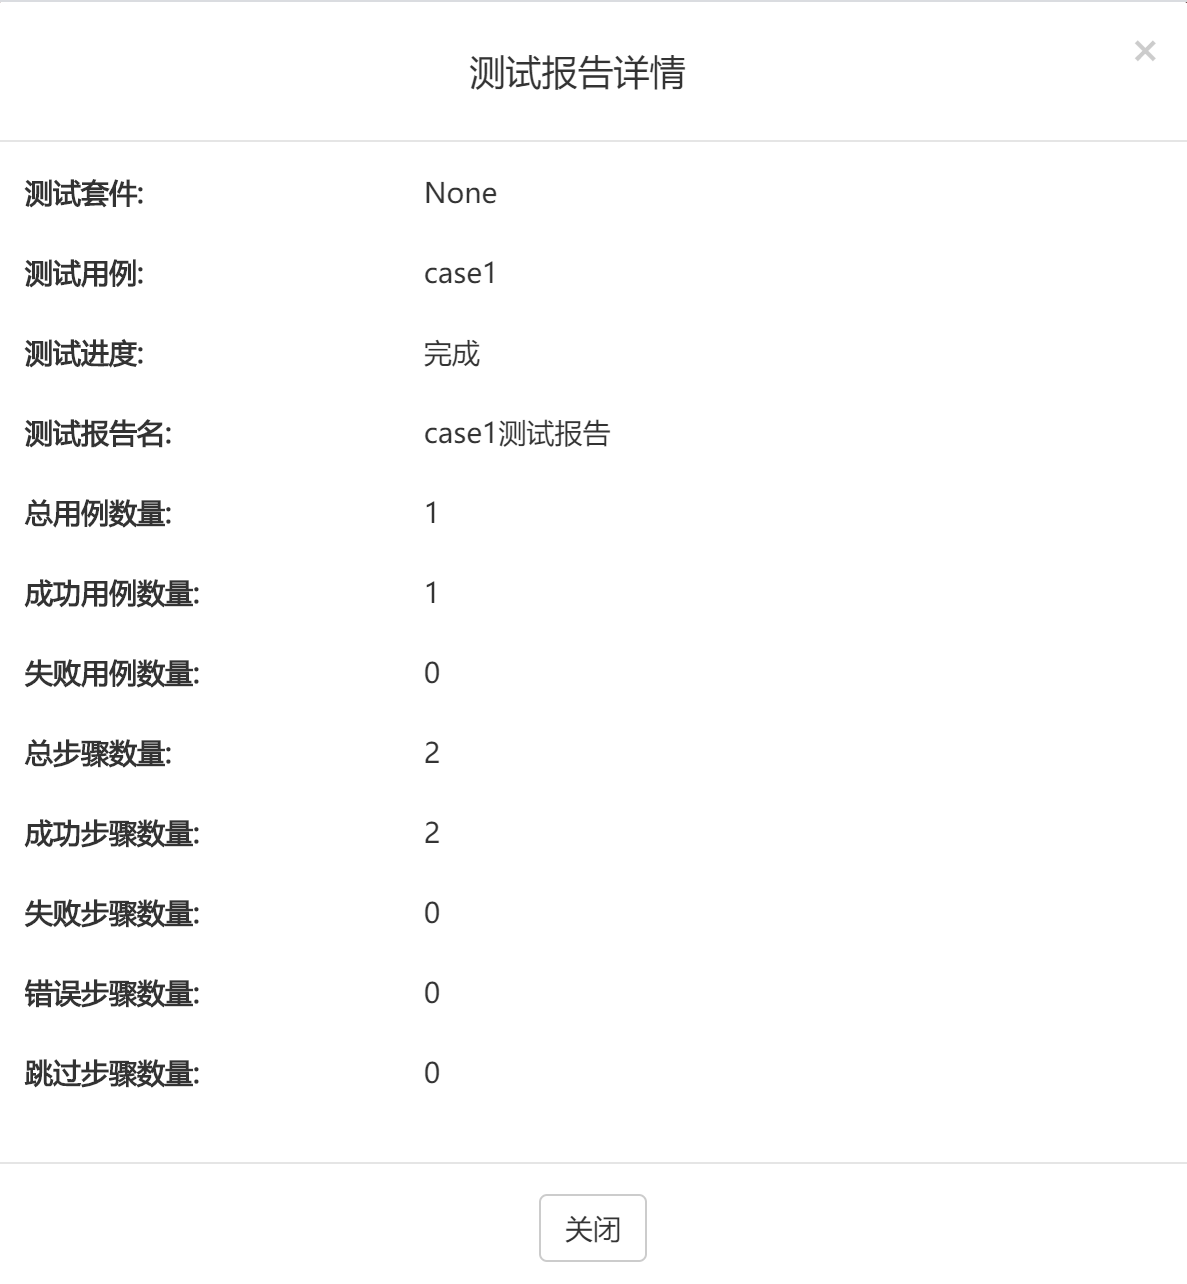 测试报告详情
×
测试套件: None
测试用例: case1
测试进度: 完成
测试报告名: case1测试报告
总用例数量: 1
成功用例数量: 1
失败用例数量: 0
总步骤数量: 2
成功步骤数量: 2
失败步骤数量: 0
错误步骤数量: 0
跳过步骤数量: 0
关闭